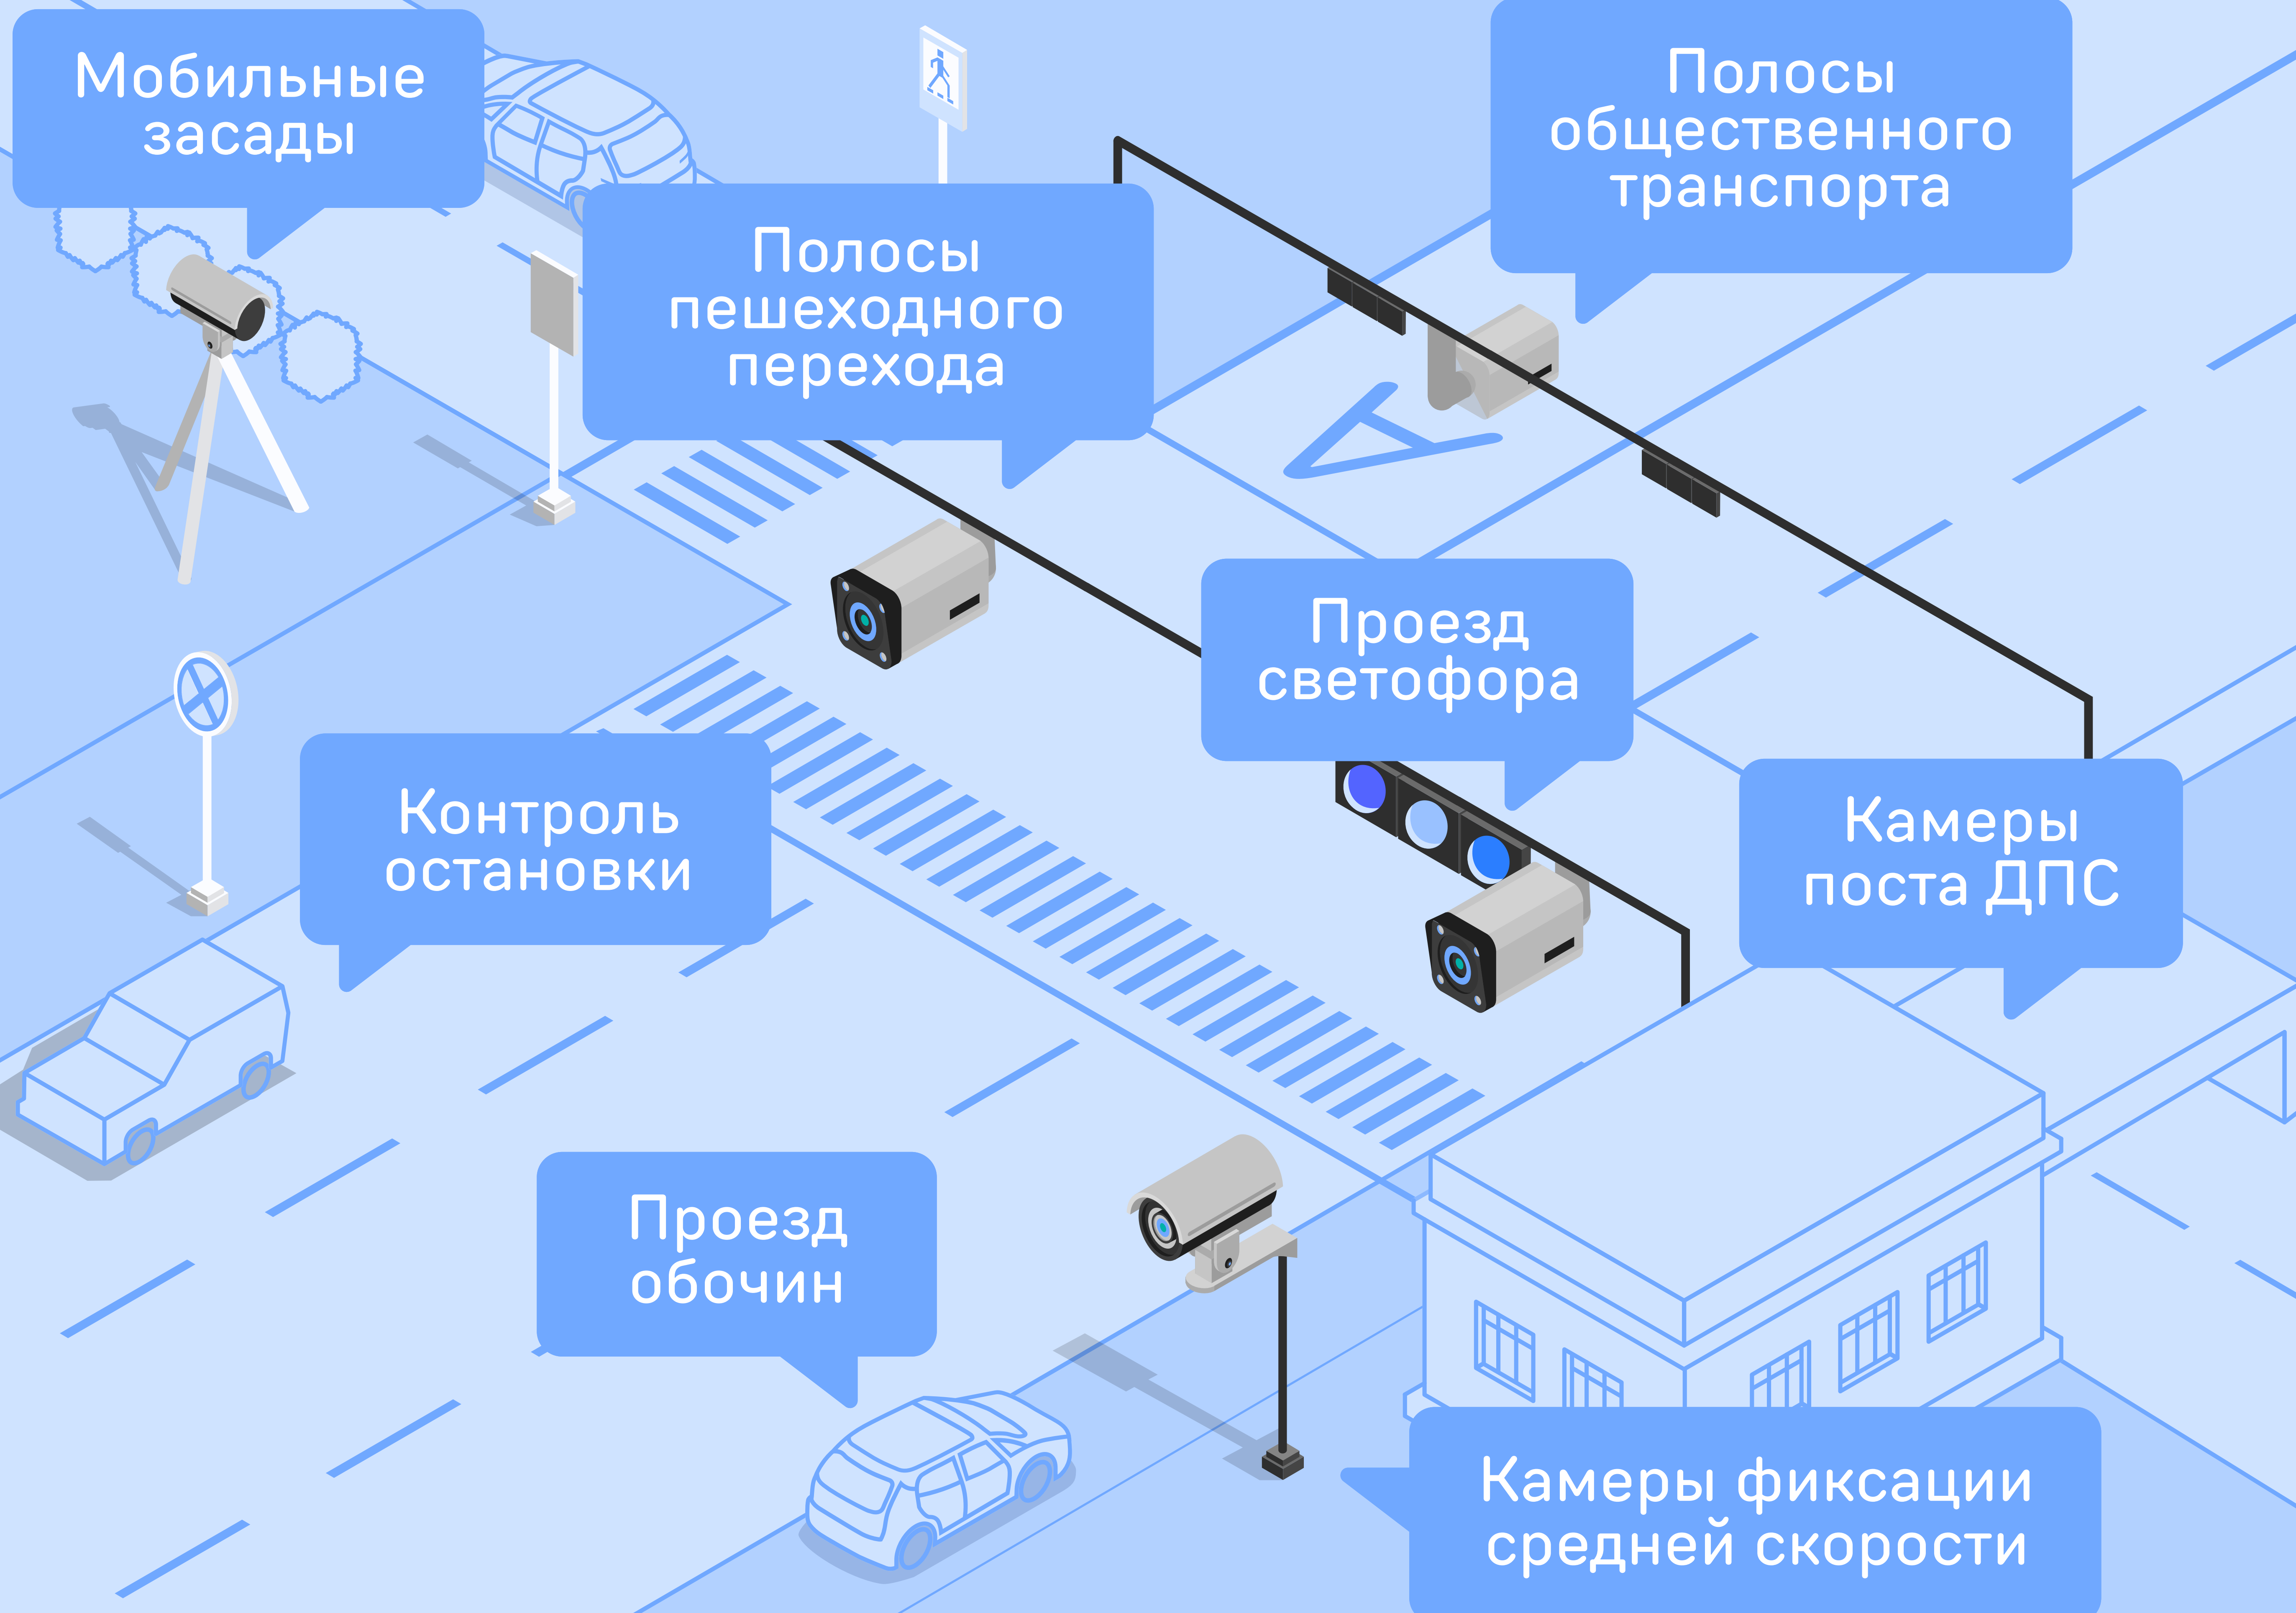 Мобильные
засады
Полосы
общественного
транспорта
Полосы
пешеходного
перехода
А
Проезд
светофора
Контроль
остановки
Камеры
поста ДПС
Проезд
обочин
Камеры фиксации
средней скорости